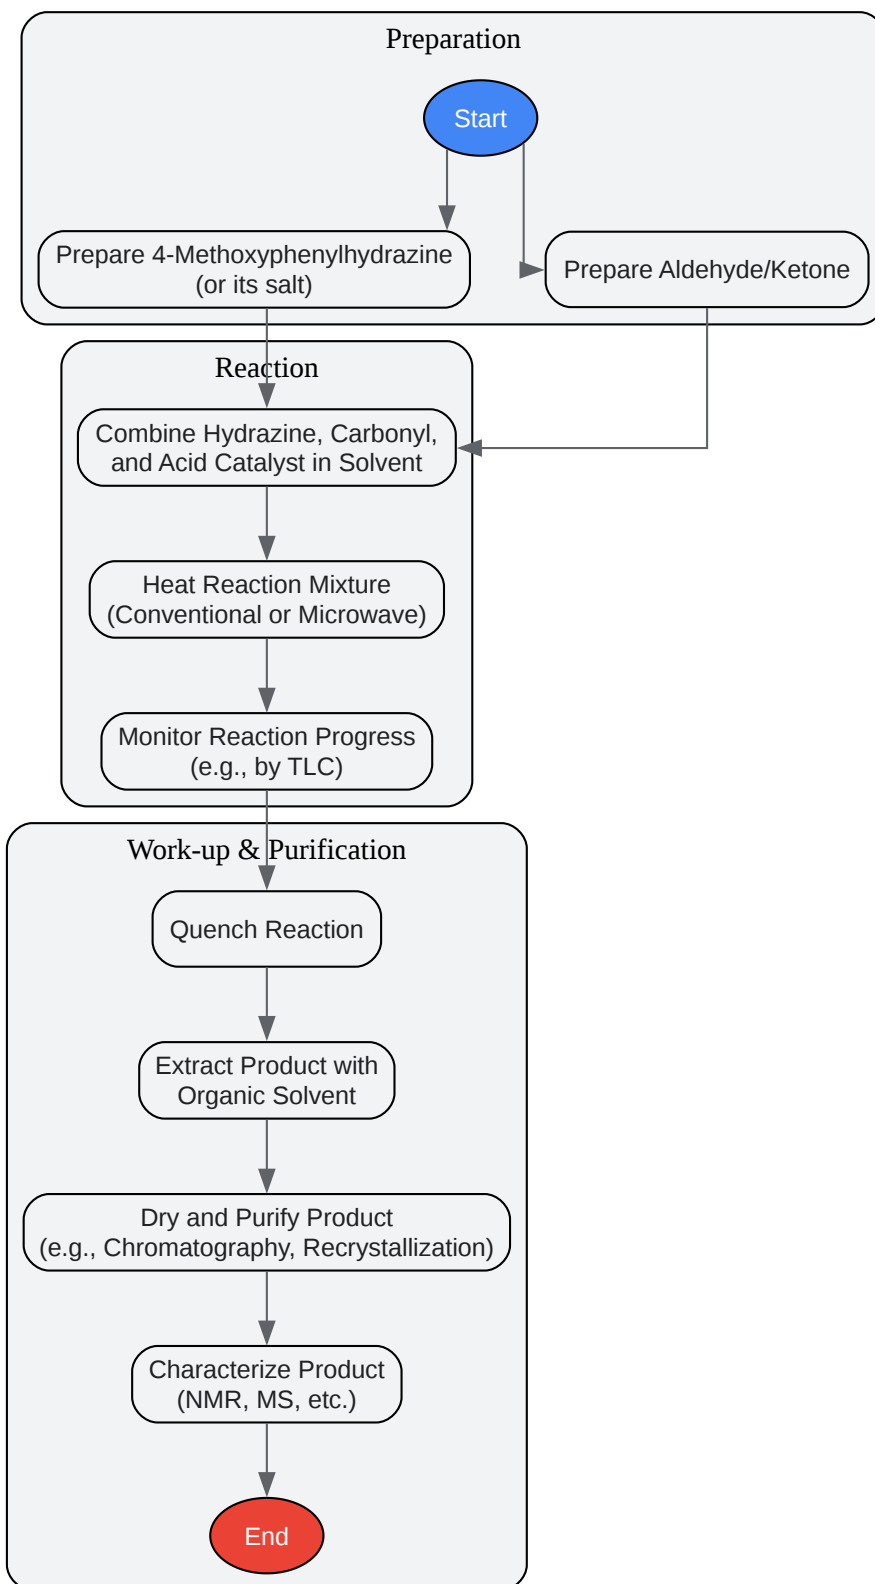 Preparation
Start
Prepare 4-Methoxyphenylhydrazine
(or its salt)
Prepare Aldehyde/Ketone
Reaction
Combine Hydrazine, Carbonyl,
and Acid Catalyst in Solvent
Heat Reaction Mixture
(Conventional or Microwave)
Monitor Reaction Progress
(e.g., by TLC)
Work-up & Purification
Quench Reaction
Extract Product with
Organic Solvent
Dry and Purify Product
(e.g., Chromatography, Recrystallization)
Characterize Product
(NMR, MS, etc.)
End